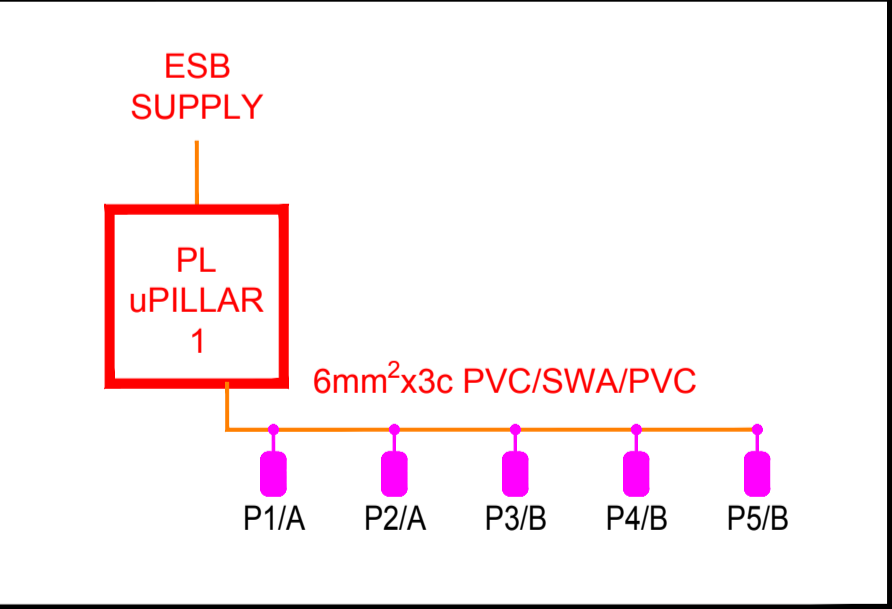 ESB
SUPPLY
PL
uPILLAR
1
6mm²x3c PVC/SWA/PVC
P1/A P2/A P3/B P4/B P5/B